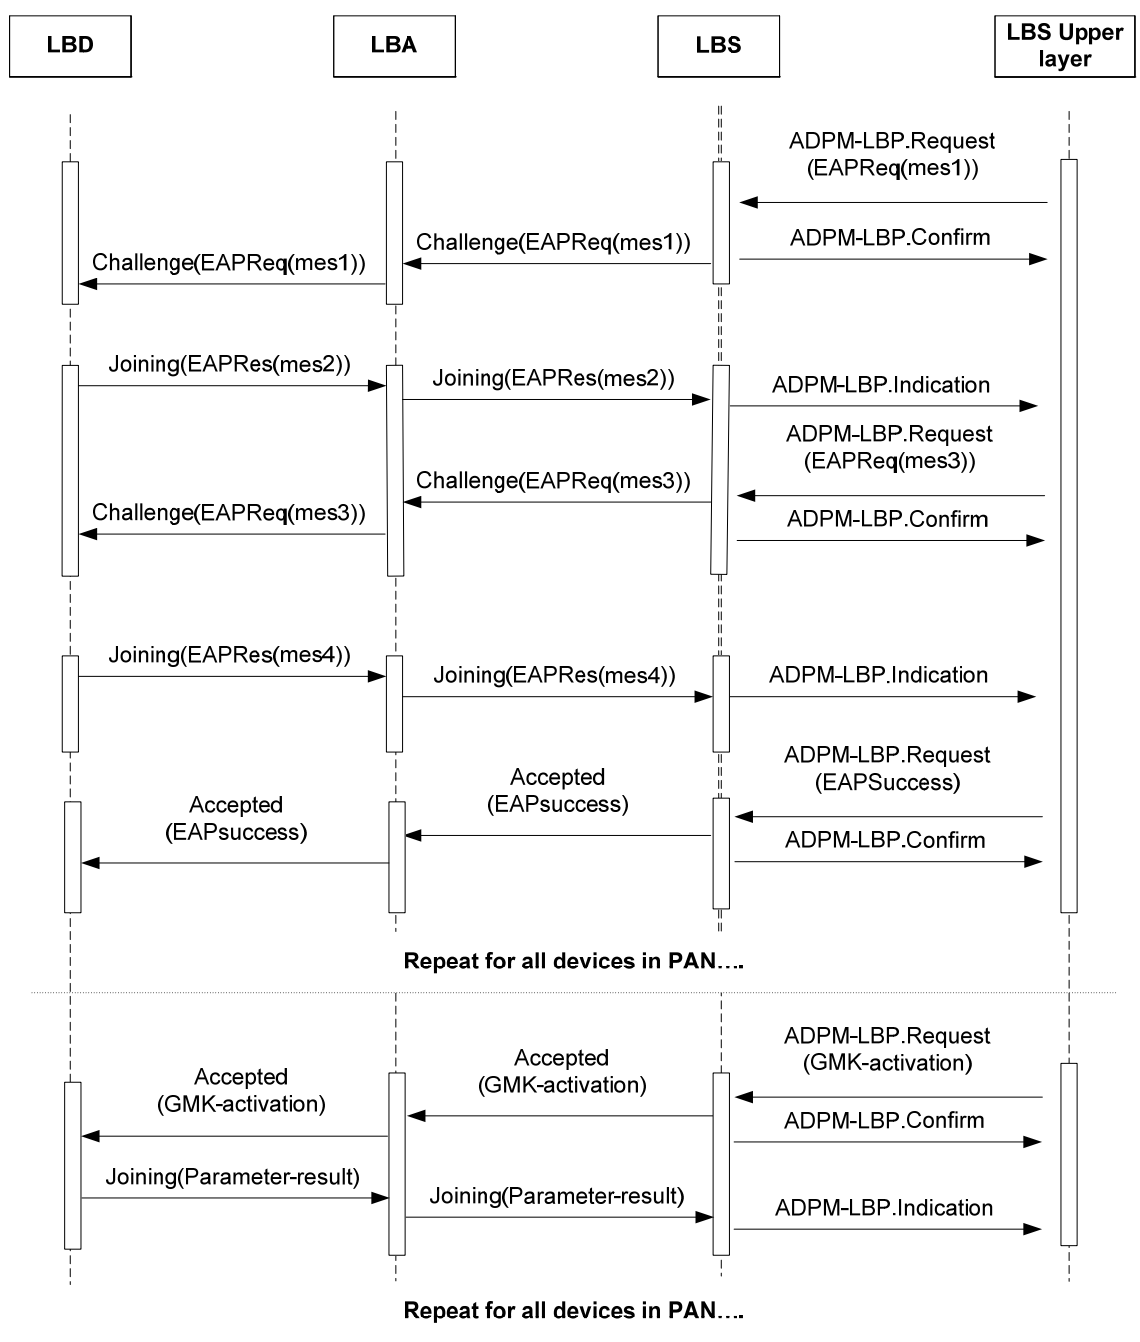 LBD
LBA
LBS
LBS Upper
layer
ADPM-LBP.Request
(EAPReq(mes1))
Challenge(EAPReq(mes1))
ADPM-LBP.Confirm
Challenge(EAPReq(mes1))
Joining(EAPRes(mes2))
Joining(EAPRes(mes2))
ADPM-LBP.Indication
ADPM-LBP.Request
(EAPReq(mes3))
Challenge(EAPReq(mes3))
Challenge(EAPReq(mes3))
ADPM-LBP.Confirm
Joining(EAPRes(mes4))
Joining(EAPRes(mes4))
ADPM-LBP.Indication
ADPM-LBP.Request
(EAPSuccess)
Accepted
(EAPsuccess)
Accepted
(EAPsuccess)
ADPM-LBP.Confirm
Repeat for all devices in PAN….
ADPM-LBP.Request
(GMK-activation)
Accepted
(GMK-activation)
Accepted
(GMK-activation)
ADPM-LBP.Confirm
Joining(Parameter-result)
Joining(Parameter-result)
ADPM-LBP.Indication
Repeat for all devices in PAN….